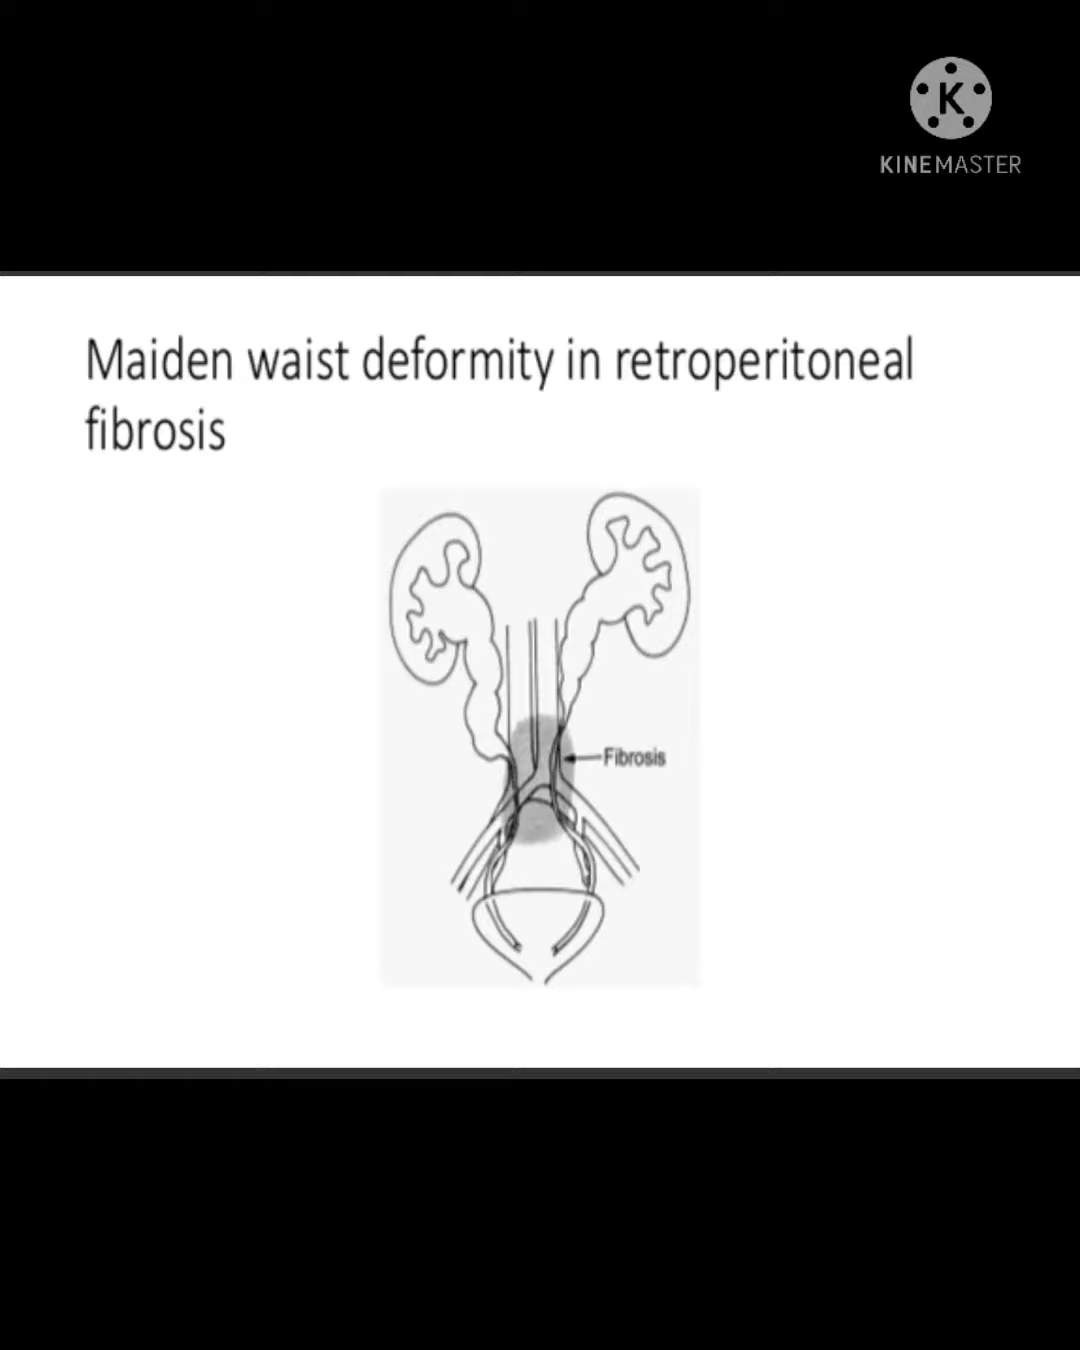 K
KINEMASTER
Maiden waist deformity in retroperitoneal
fibrosis
Fibrosis